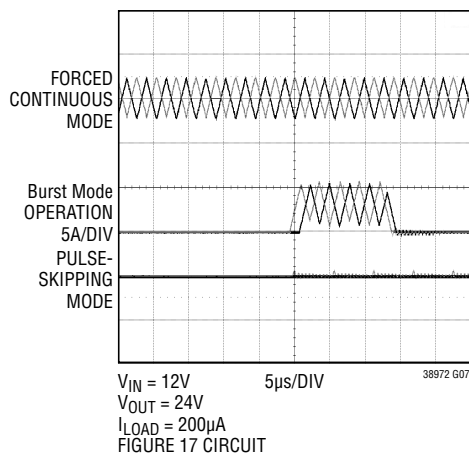 FORCED
CONTINUOUS
MODE
Burst Mode
OPERATION
5A/DIV
PULSE-
SKIPPING
MODE
38972 G07
V_IN = 12V
5µs/DIV
V_OUT = 24V
I_LOAD = 200µA
FIGURE 17 CIRCUIT